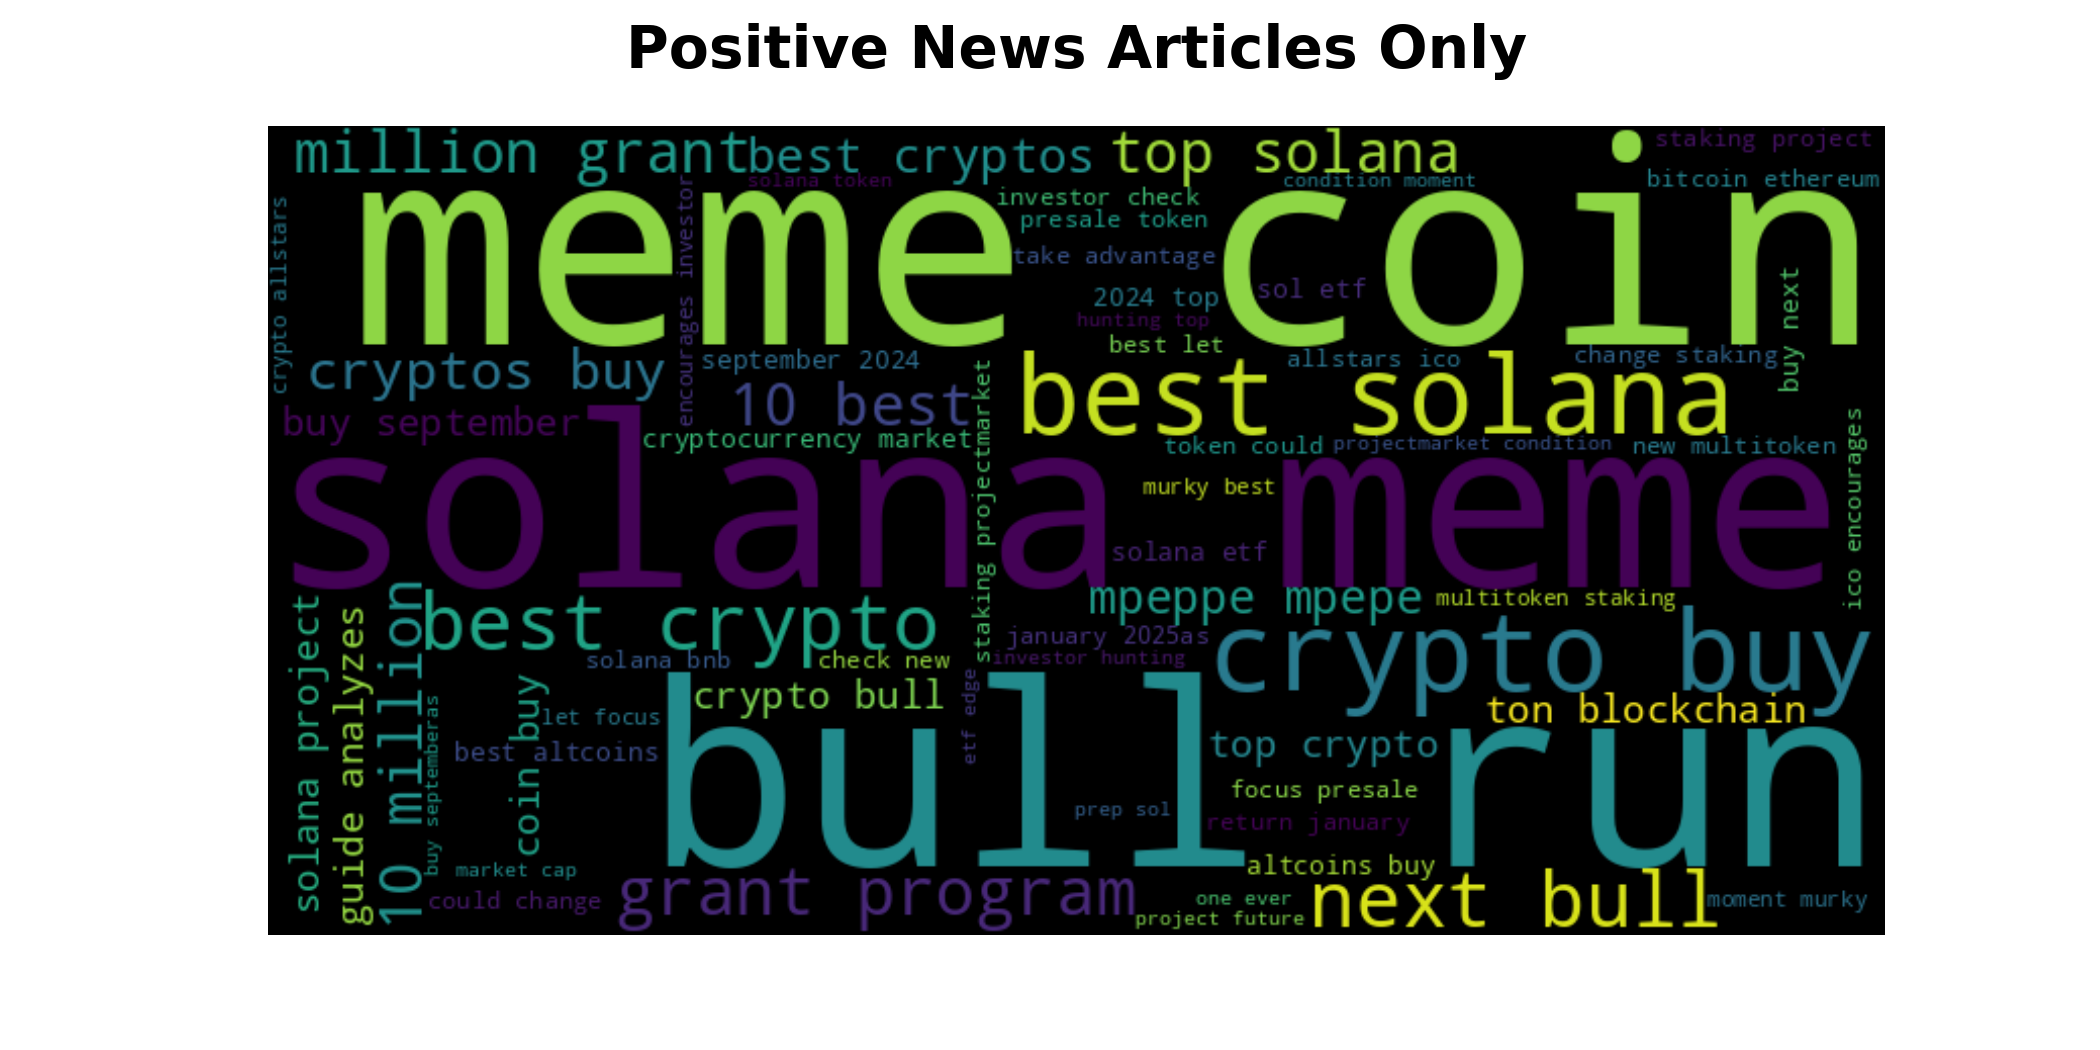 Positive News Articles Only
million grant
best cryptos
top solana
staking project
solana token
condition moment
bitcoin ethereum
meme coin
investor check
presale token
take advantage
crypto allstars
encourages investor
2024 top
sol etf
hunting top
buy next
best let
cryptos buy
september 2024
allstars ico
change staking
10 best
best solana
buy september
cryptocurrency market
token could
projectmarket condition
new multitoken
solana meme
murky best
staking projectmarket
ico encourages
solana etf
best crypto
mpeppe mpepe
multitoken staking
january 2025as
crypto buy
solana bnb
check new
investor hunting
solana project
guide analyzes
10 million
buy septemberas
coin buy
crypto bull
etf edge
ton blockchain
let focus
best altcoins
bull run
top crypto
focus presale
prep sol
return january
market cap
altcoins buy
could change
grant program
one ever
project future
next bull
moment murky